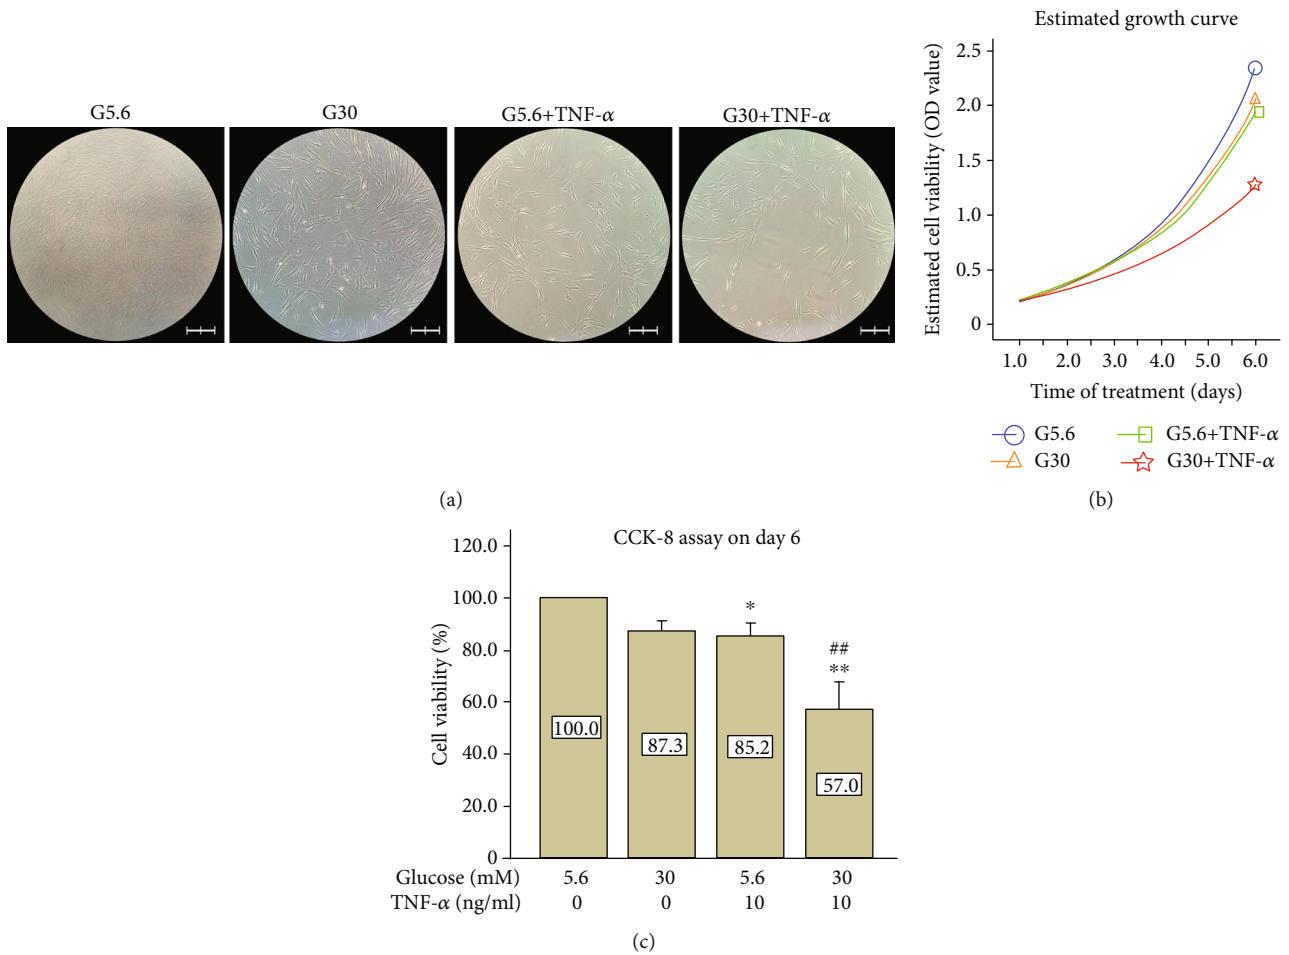 G5.6
G30
G5.6+TNF-α
G30+TNF-α
(a)
Estimated growth curve
Estimated cell viability (OD value)
2.5
2.0
1.5
1.0
0.5
0
1.0 2.0 3.0 4.0 5.0 6.0
Time of treatment (days)
G5.6
G5.6+TNF-α
G30
G30+TNF-α
(b)
CCK-8 assay on day 6
Cell viability (%)
120.0
100.0
80.0
60.0
40.0
20.0
0
*
##
**
100.0
87.3
85.2
57.0
Glucose (mM) 5.6 30 5.6 30
TNF-α (ng/ml) 0 0 10 10
(c)